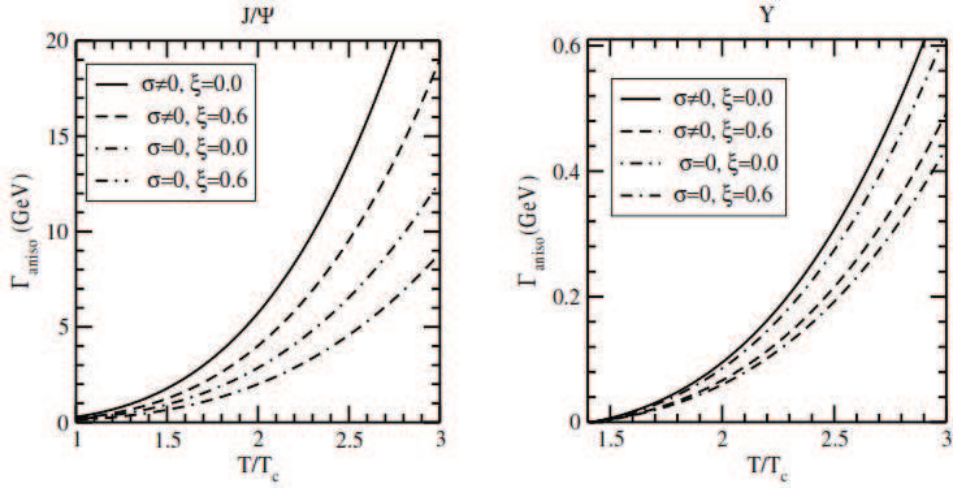 J/Ψ
20
15
10
5
0
Γaniso (GeV)
σ≠0, ξ=0.0
σ≠0, ξ=0.6
σ=0, ξ=0.0
σ=0, ξ=0.6
1 1.5 2 2.5 3
T/Tc
Υ
0.6
0.4
0.2
0
Γaniso (GeV)
σ≠0, ξ=0.0
σ≠0, ξ=0.6
σ=0, ξ=0.0
σ=0, ξ=0.6
1.5 2 2.5 3
T/Tc